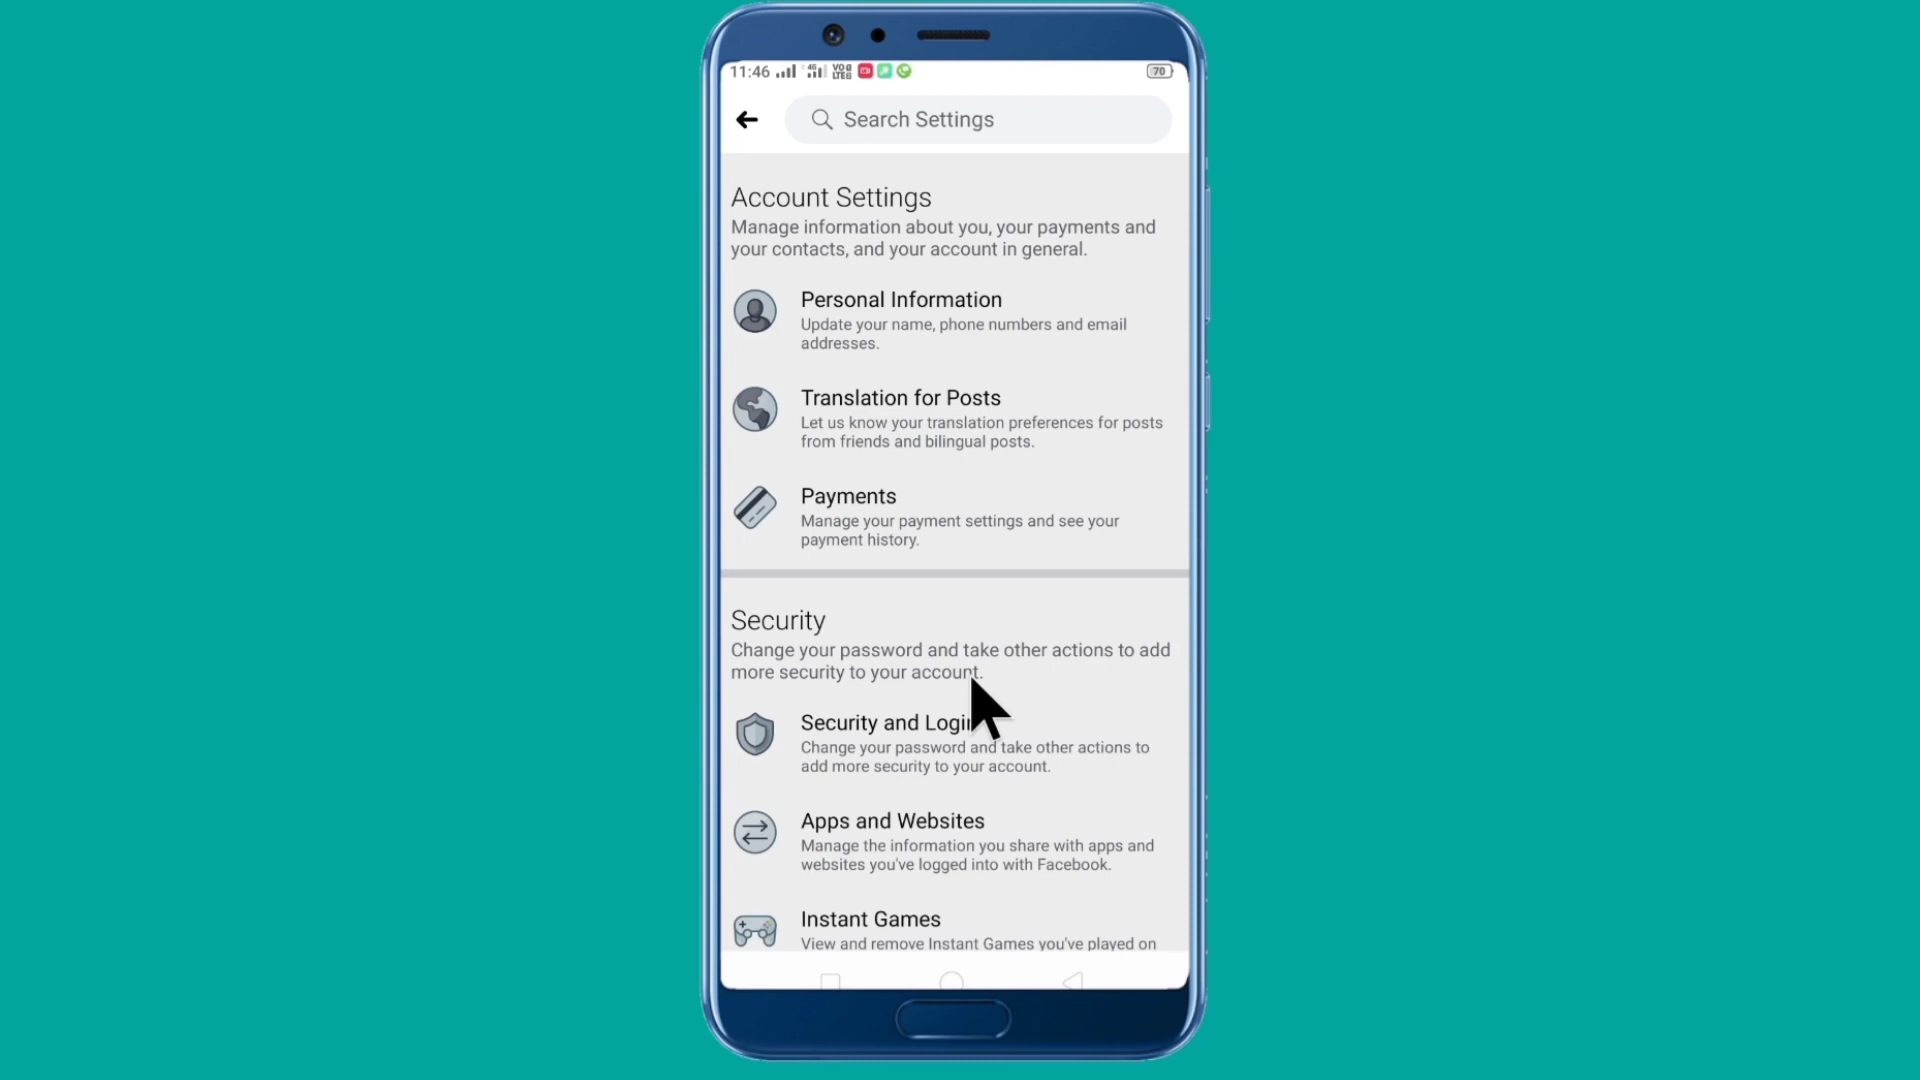 11:46 4G VO LTE 70
Search Settings
Account Settings
Manage information about you, your payments and
your contacts, and your account in general.
Personal Information
Update your name, phone numbers and email
addresses.
Translation for Posts
Let us know your translation preferences for posts
from friends and bilingual posts.
Payments
Manage your payment settings and see your
payment history.
Security
Change your password and take other actions to add
more security to your account.
Security and Login
Change your password and take other actions to
add more security to your account.
Apps and Websites
Manage the information you share with apps and
websites you've logged into with Facebook.
Instant Games
View and remove Instant Games you've played on